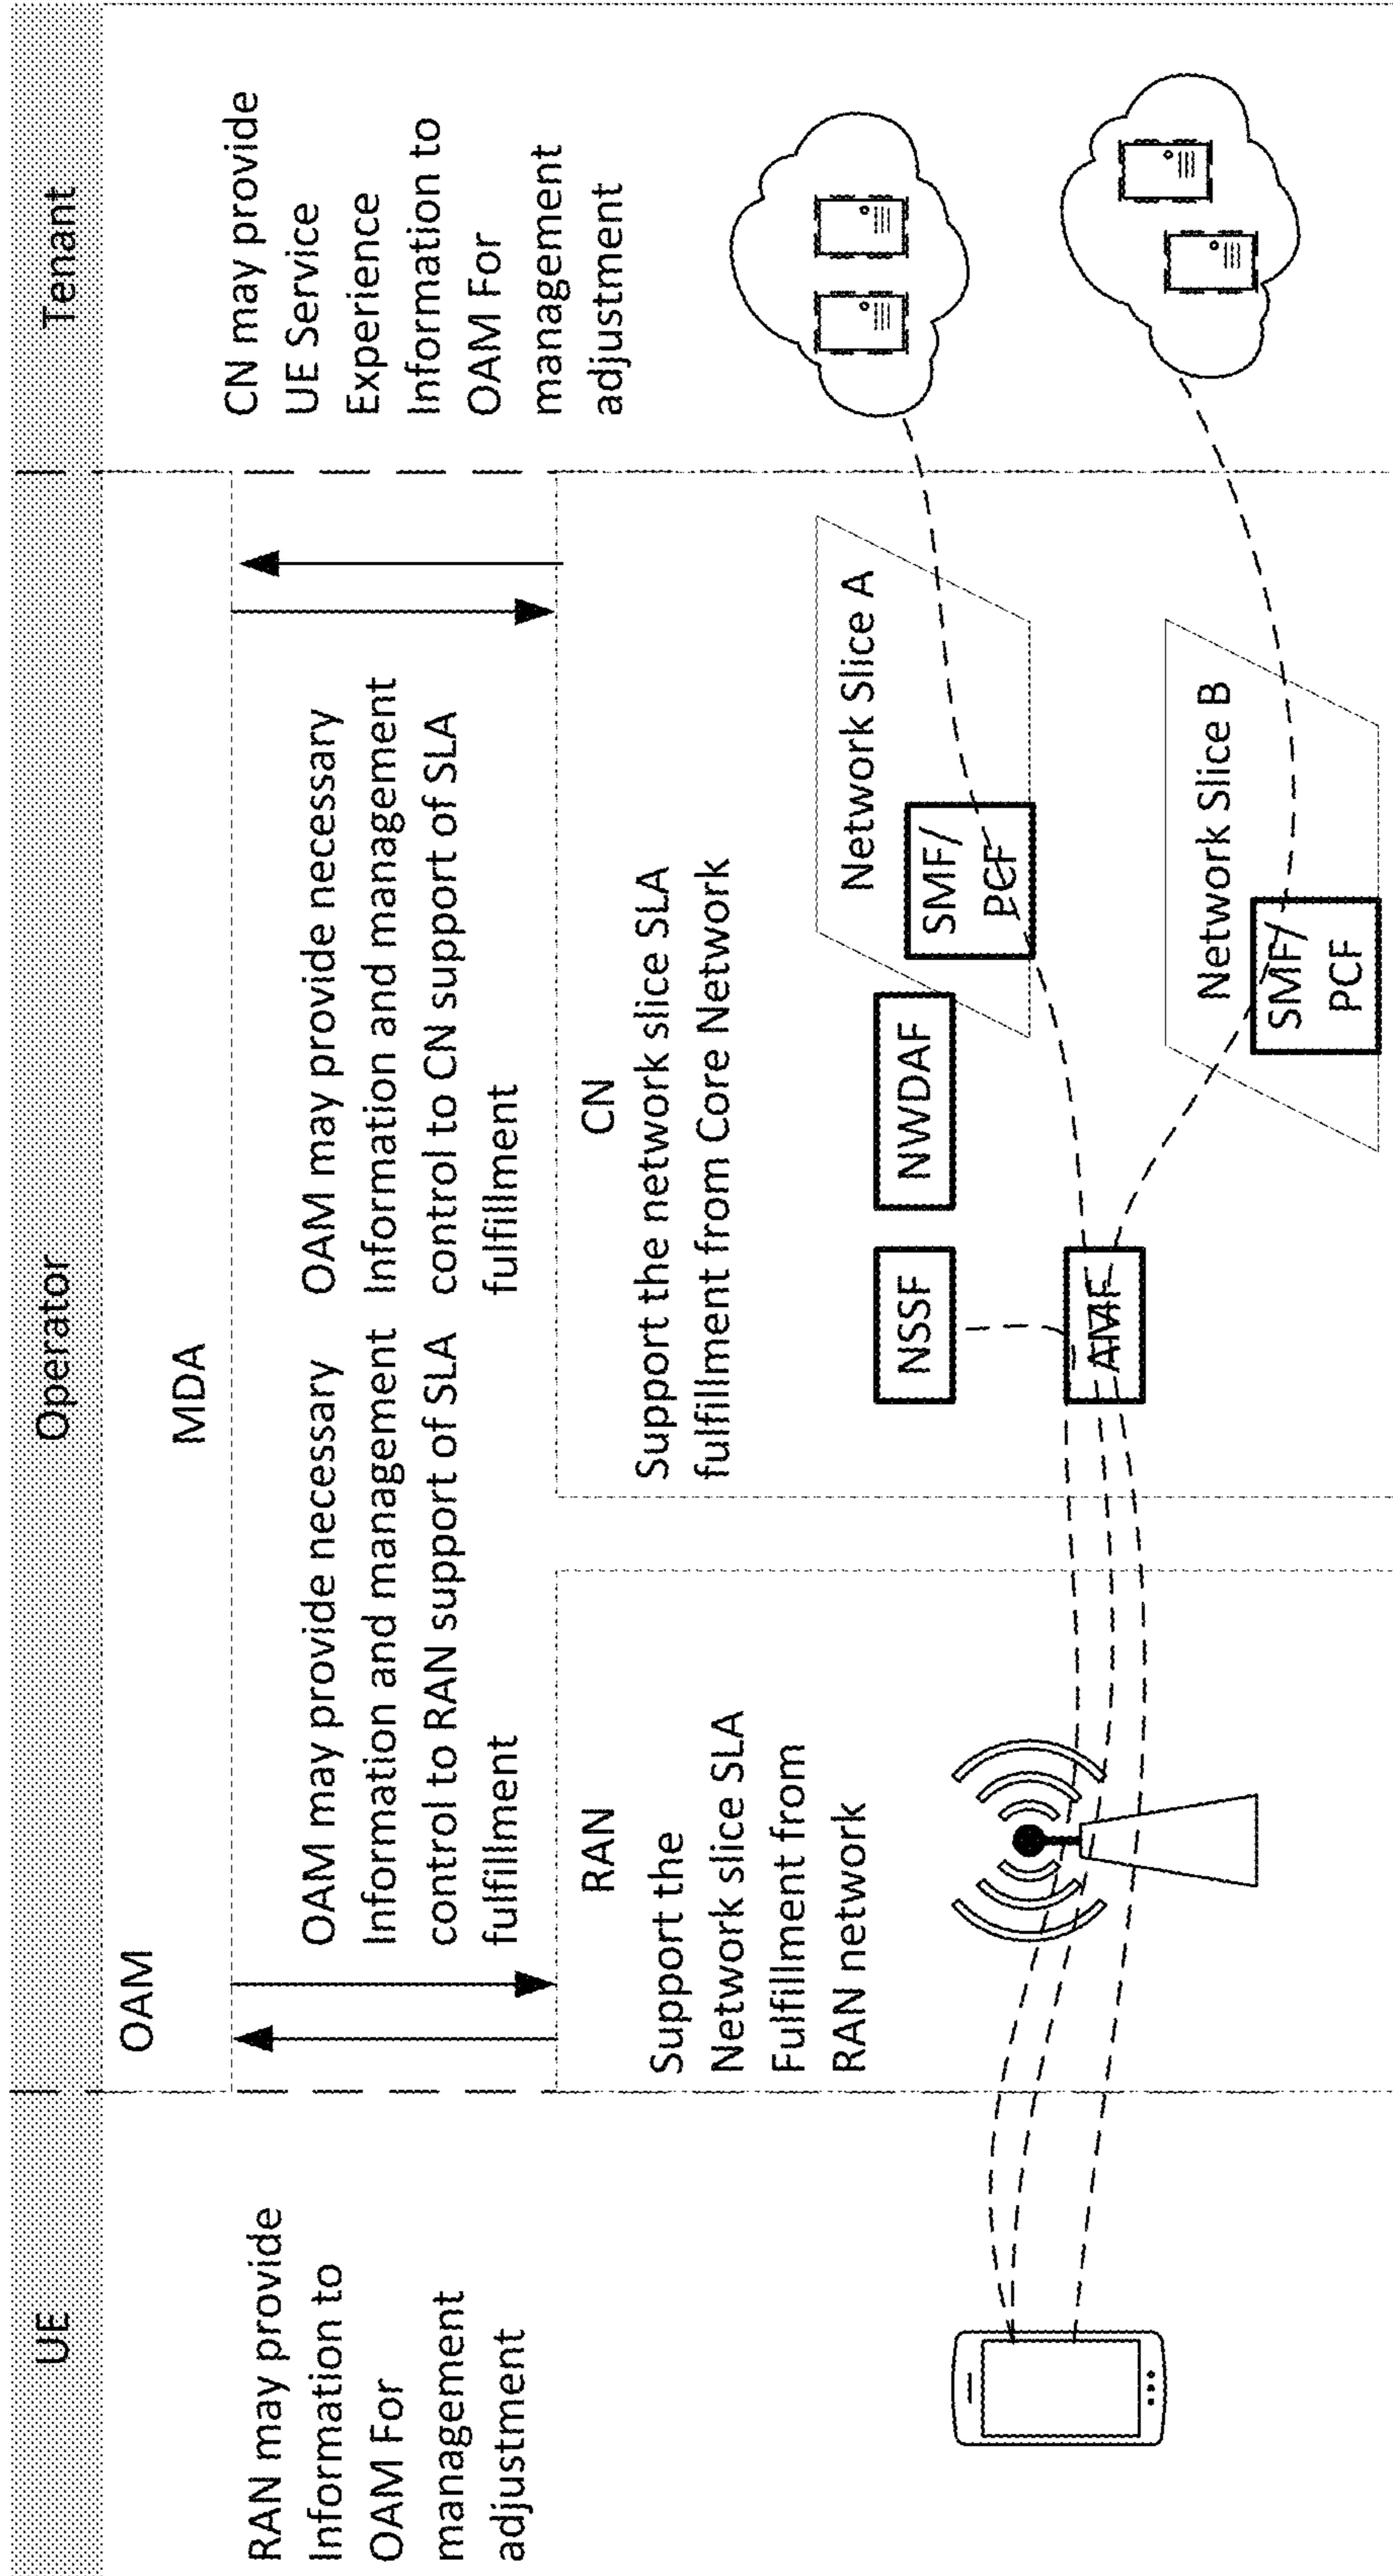 UE
Operator
Tenant
OAM
MDA
RAN may provide
Information to
OAM For
management
adjustment
OAM may provide necessary
Information and management
control to RAN support of SLA
fulfillment
OAM may provide necessary
Information and management
control to CN support of SLA
fulfillment
CN may provide
UE Service
Experience
Information to
OAM For
management
adjustment
RAN
Support the
Network slice SLA
Fulfillment from
RAN network
CN
Support the network slice SLA
fulfillment from Core Network
NSSF
NWDAF
AMF
Network Slice A
SMF/
PCF
Network Slice B
SMF/
PCF